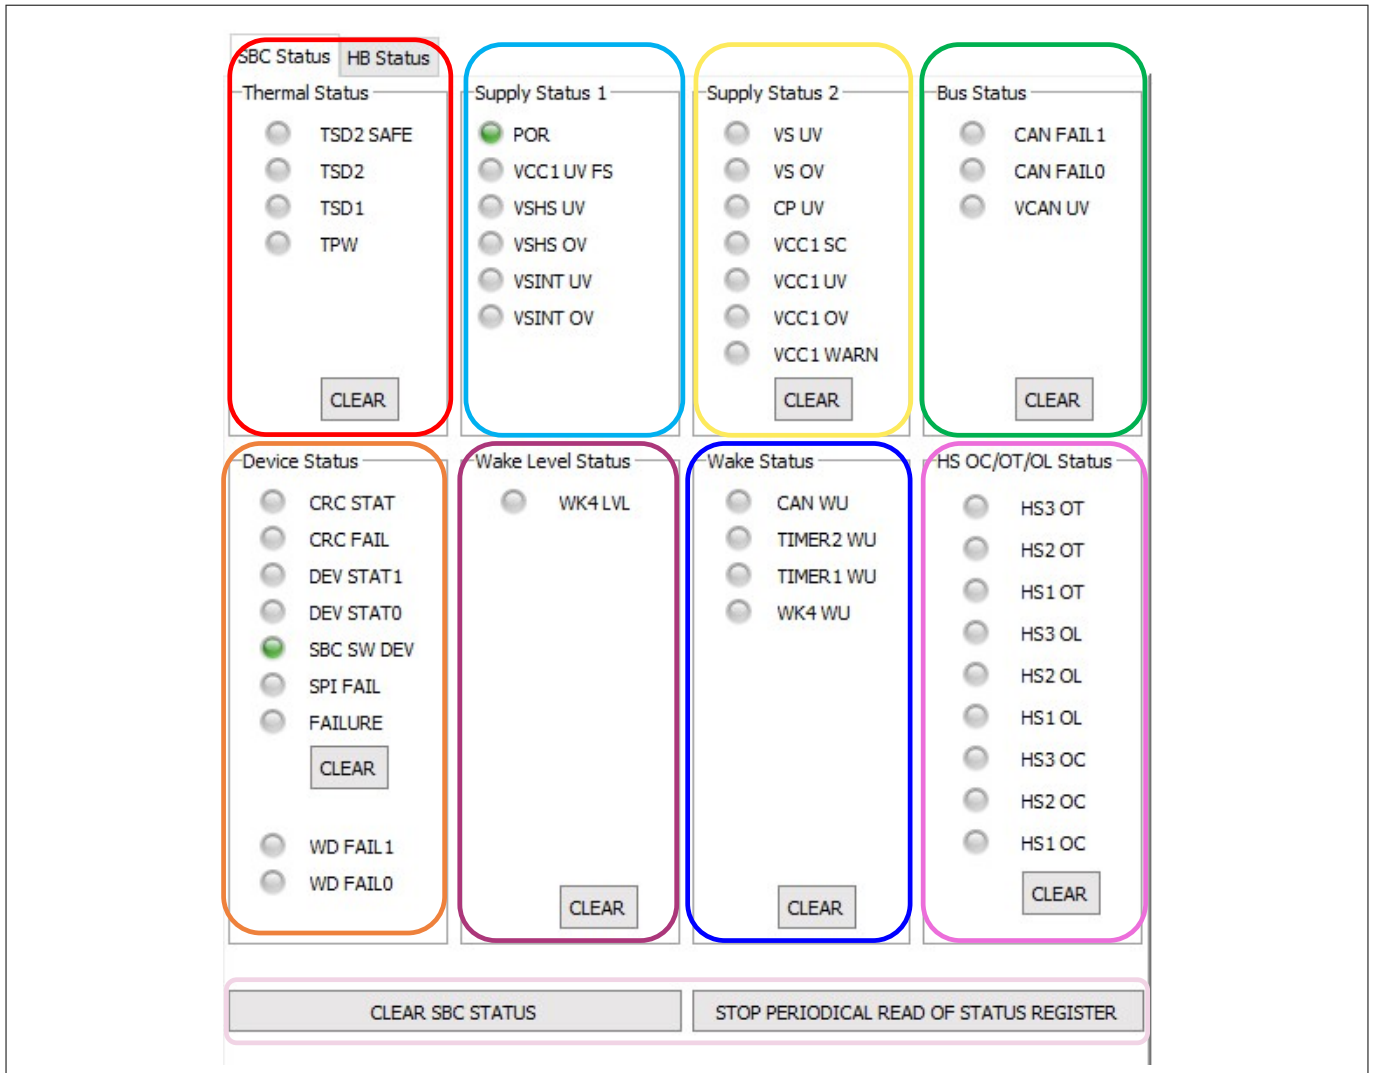 SBC Status HB Status
Thermal Status
TSD2 SAFE
TSD2
TSD1
TPW
CLEAR
Supply Status 1
POR
VCC1 UV FS
VSHS UV
VSHS OV
VSINT UV
VSINT OV
Supply Status 2
VS UV
VS OV
CP UV
VCC1 SC
VCC1 UV
VCC1 OV
VCC1 WARN
CLEAR
Bus Status
CAN FAIL1
CAN FAIL0
VCAN UV
CLEAR
Device Status
CRC STAT
CRC FAIL
DEV STAT1
DEV STAT0
SBC SW DEV
SPI FAIL
FAILURE
CLEAR
WD FAIL1
WD FAIL0
Wake Level Status
WK4 LVL
CLEAR
Wake Status
CAN WU
TIMER2 WU
TIMER1 WU
WK4 WU
CLEAR
HS OC/OT/OL Status
HS3 OT
HS2 OT
HS1 OT
HS3 OL
HS2 OL
HS1 OL
HS3 OC
HS2 OC
HS1 OC
CLEAR
CLEAR SBC STATUS
STOP PERIODICAL READ OF STATUS REGISTER